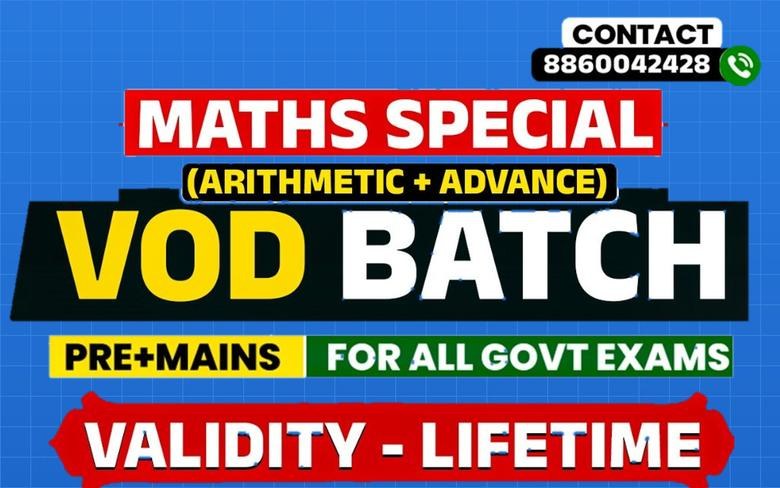 CONTACT
8860042428
MATHS SPECIAL
(ARITHMETIC + ADVANCE)
VOD BATCH
PRE+MAINS FOR ALL GOVT EXAMS
VALIDITY - LIFETIME